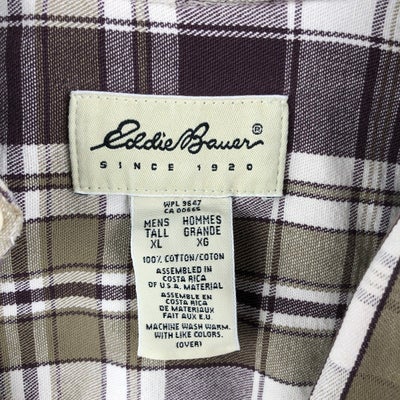 Eddie Bauer®
SINCE 1920
WPL 9647
CA 00665
MENS HOMMES
TALL GRANDE
XL XG
100% COTTON/COTON
ASSEMBLED IN
COSTA RICA
OF U.S.A. MATERIAL
ASSEMBLE EN
COSTA RICA
DE MATERIAUX
FAIT AUX E.U.
MACHINE WASH WARM.
WITH LIKE COLORS.
(OVER)